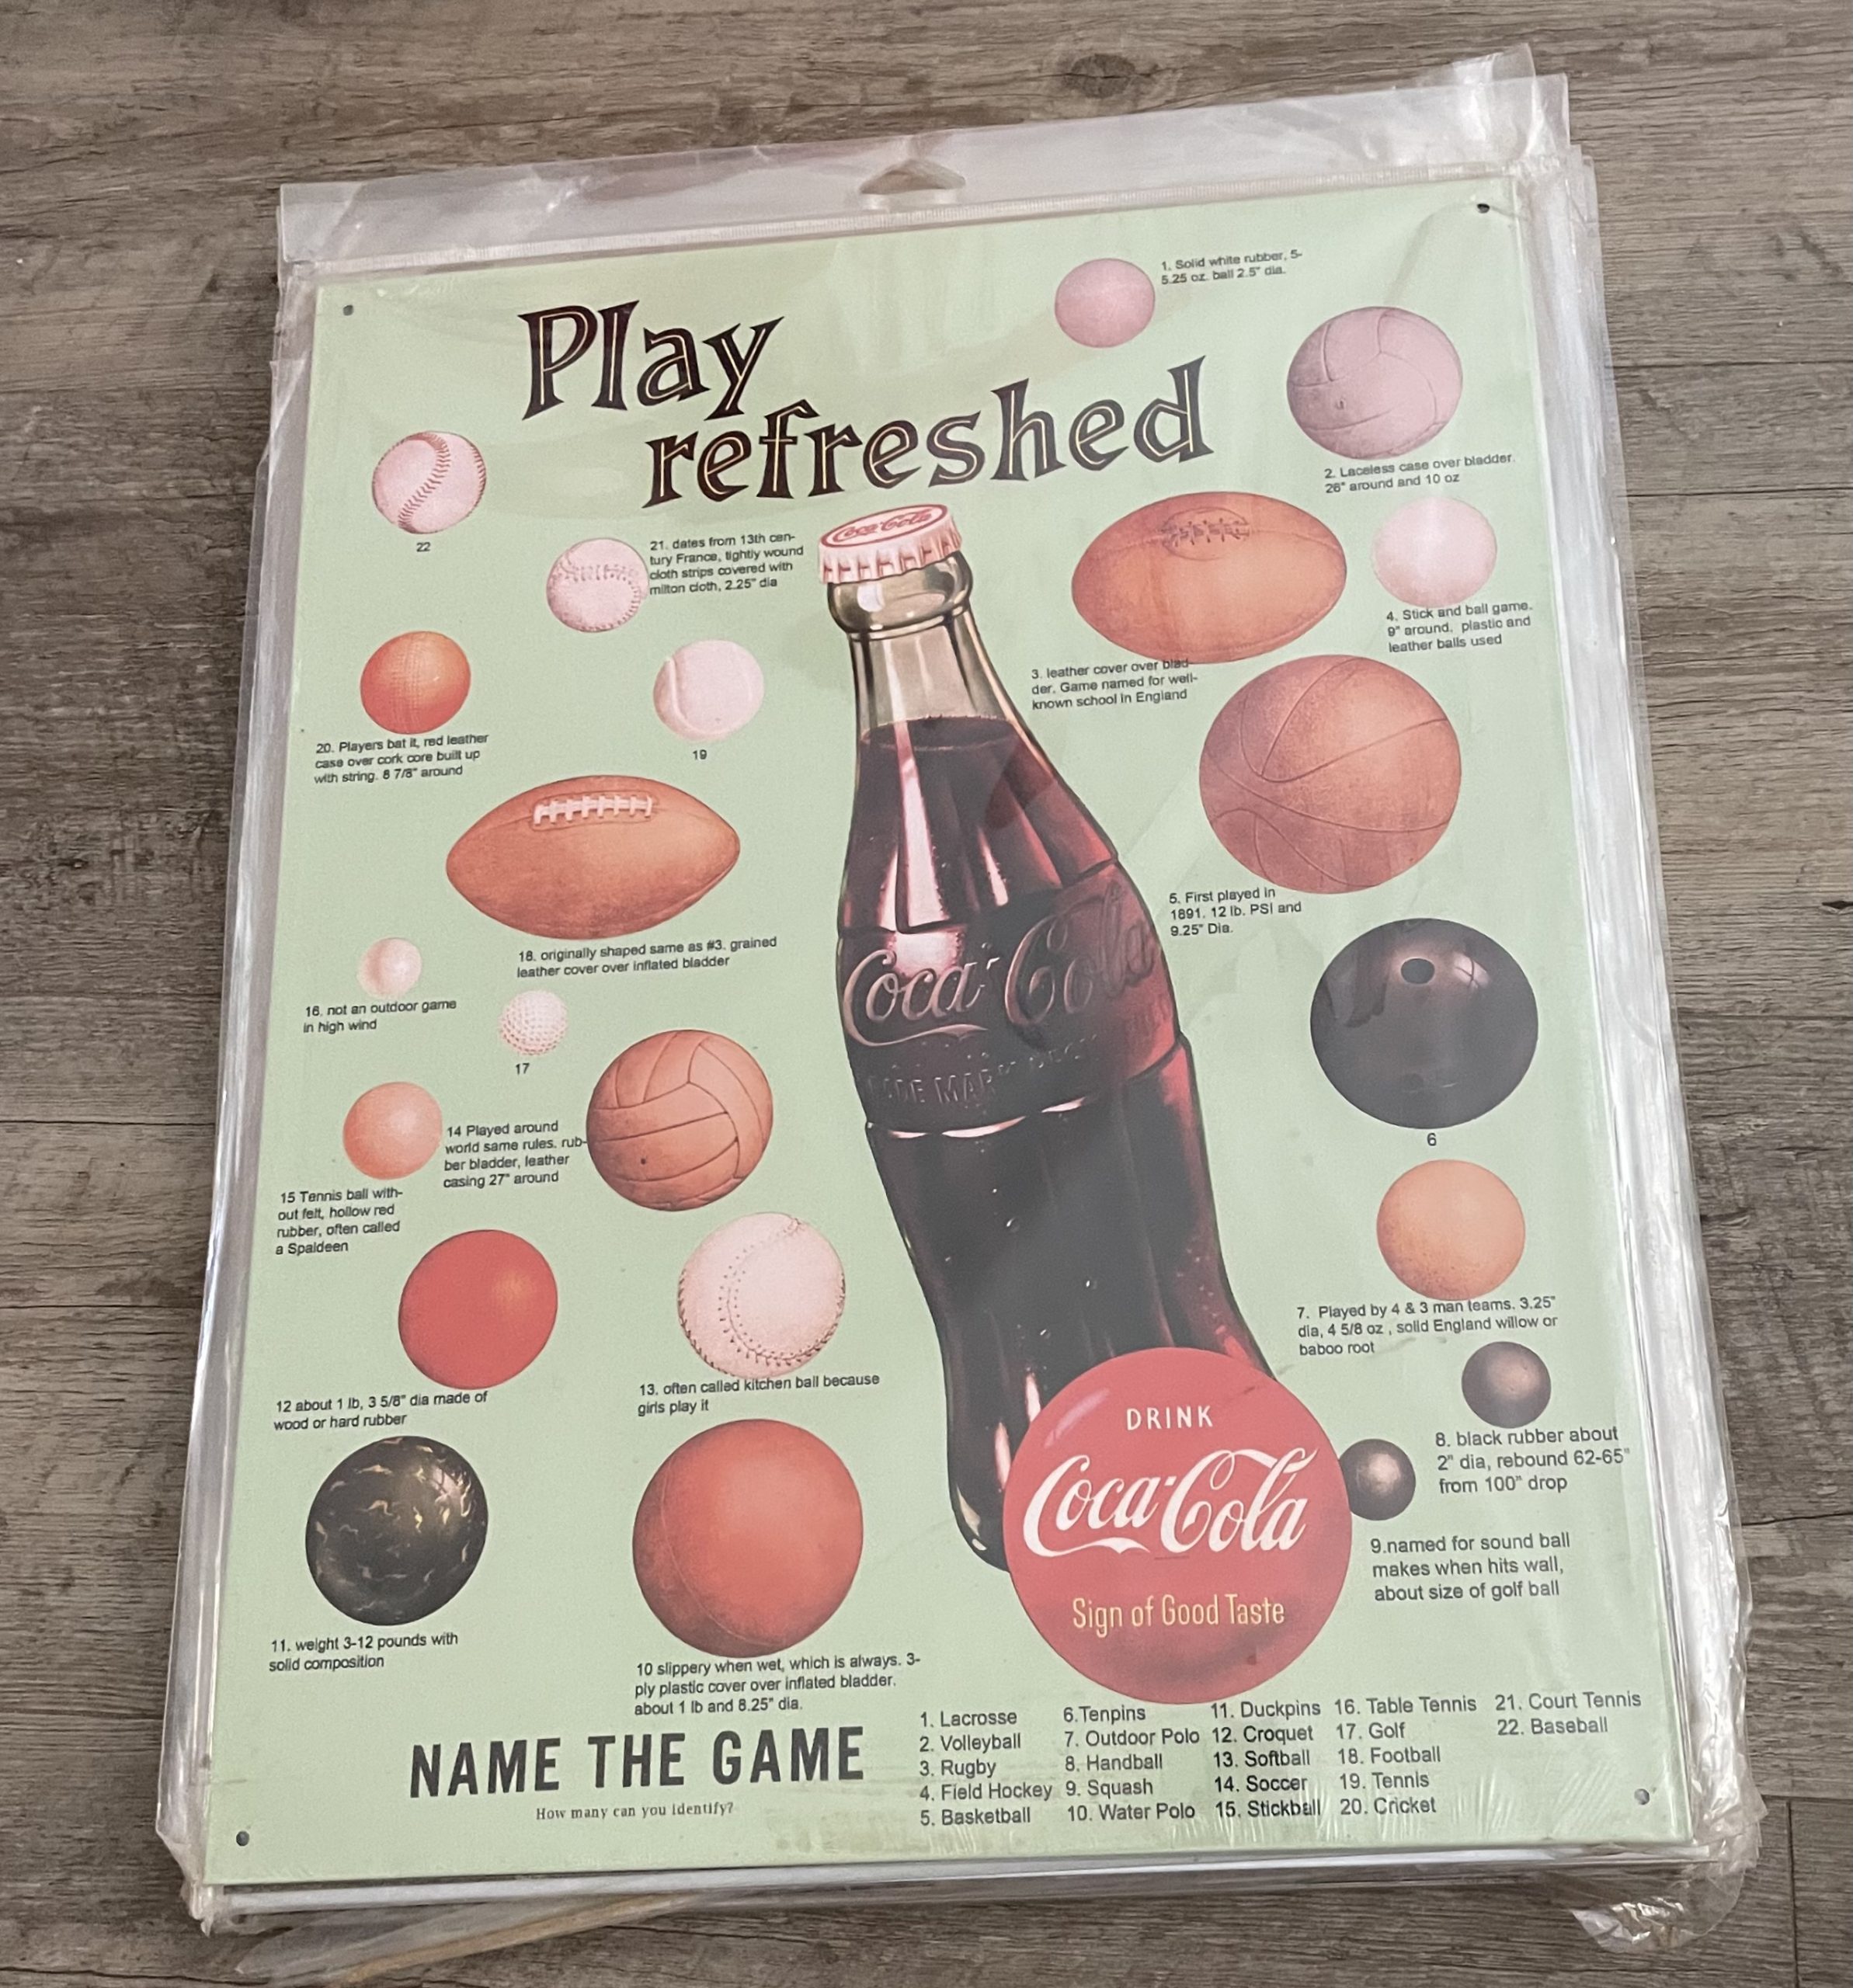 Play
refreshed
1. Solid white rubber, 5-
5.25 oz. ball 2.5" dia.
2. Laceless case over bladder.
26" around and 10 oz
22
21. dates from 13th cen-
tury France, tightly wound
cloth strips covered with
milton cloth, 2.25" dia
Coca-Cola
3. leather cover over blad-
der. Game named for well-
known school in England
4. Stick and ball game.
9" around, plastic and
leather balls used
20. Players bat it, red leather
case over cork core built up
with string. 8 7/8" around
19
5. First played in
1891. 12 lb. PSI and
9.25" Dia.
18. originally shaped same as #3. grained
leather cover over inflated bladder
Coca-Cola
TRADE MARK
16. not an outdoor game
in high wind
17
6
14 Played around
world same rules. rub-
ber bladder, leather
casing 27" around
15 Tennis ball with-
out felt, hollow red
rubber, often called
a Spaldeen
7. Played by 4 & 3 man teams. 3.25"
dia, 4 5/8 oz , solid England willow or
baboo root
12 about 1 lb, 3 5/8" dia made of
wood or hard rubber
13. often called kitchen ball because
girls play it
8. black rubber about
2" dia, rebound 62-65"
from 100" drop
DRINK
Coca-Cola
Sign of Good Taste
9.named for sound ball
makes when hits wall,
about size of golf ball
11. weight 3-12 pounds with
solid composition
10 slippery when wet, which is always. 3-
ply plastic cover over inflated bladder.
about 1 lb and 8.25" dia.
NAME THE GAME
How many can you identify?
1. Lacrosse 6.Tenpins 11. Duckpins 16. Table Tennis 21. Court Tennis
2. Volleyball 7. Outdoor Polo 12. Croquet 17. Golf 22. Baseball
3. Rugby 8. Handball 13. Softball 18. Football
4. Field Hockey 9. Squash 14. Soccer 19. Tennis
5. Basketball 10. Water Polo 15. Stickball 20. Cricket